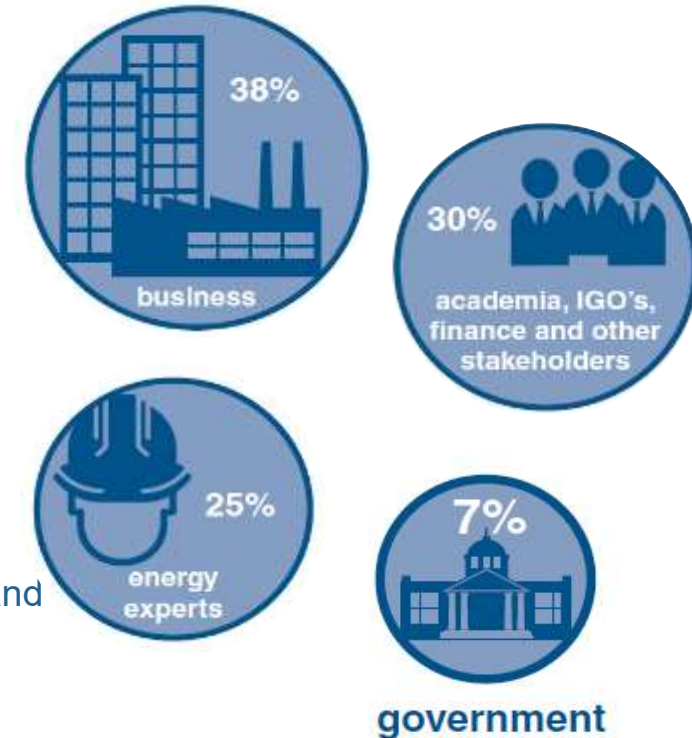 38%
business
30%
academia, IGO's,
finance and other
stakeholders
25%
energy
experts
7%
government